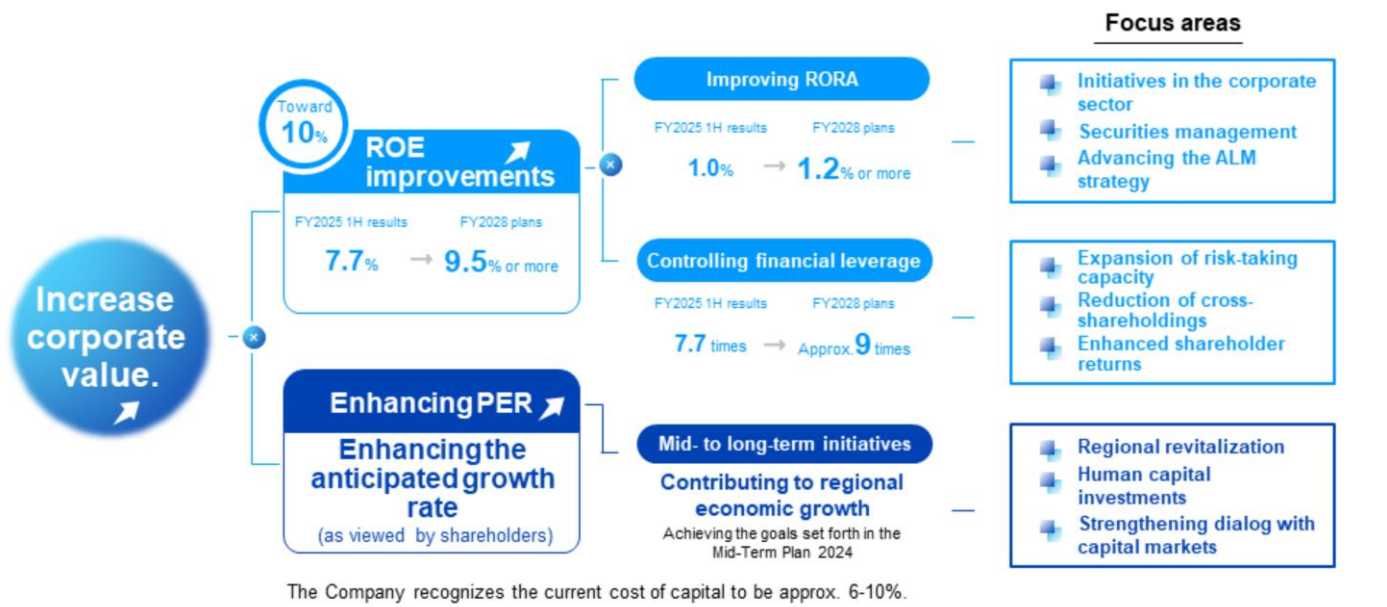 Focus areas
Increase
corporate
value.
×
Toward
10%
ROE
improvements
FY2025 1H results FY2028 plans
7.7% → 9.5% or more
×
Improving RORA
FY2025 1H results FY2028 plans
1.0% → 1.2% or more
Initiatives in the corporate
sector
Securities management
Advancing the ALM
strategy
Controlling financial leverage
FY2025 1H results FY2028 plans
7.7 times → Approx. 9 times
Expansion of risk-taking
capacity
Reduction of cross-
shareholdings
Enhanced shareholder
returns
Enhancing PER
Enhancing the
anticipated growth
rate
(as viewed by shareholders)
Mid- to long-term initiatives
Contributing to regional
economic growth
Achieving the goals set forth in the
Mid-Term Plan 2024
Regional revitalization
Human capital
investments
Strengthening dialog with
capital markets
The Company recognizes the current cost of capital to be approx. 6-10%.